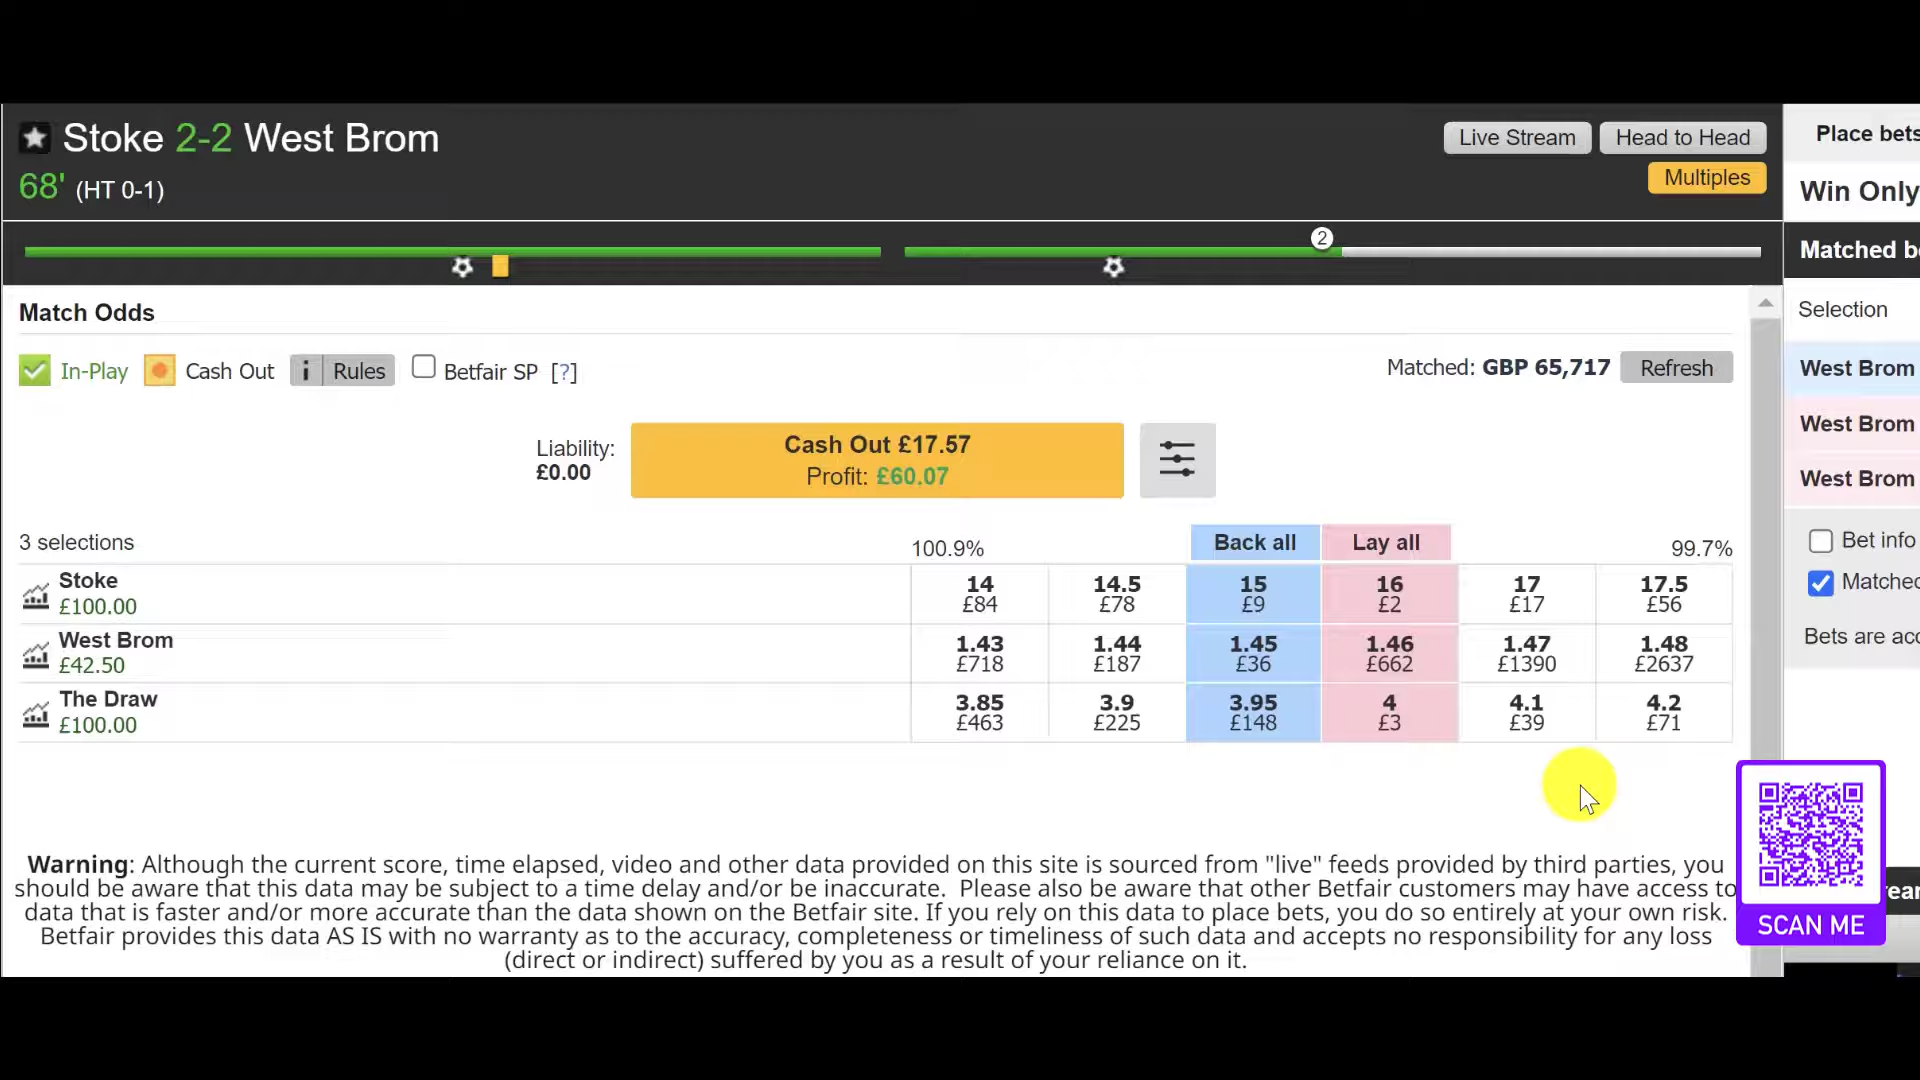 Stoke 2-2 West Brom
68' (HT 0-1)
Live Stream
Head to Head
Multiples
2
Match Odds
In-Play
Cash Out
i Rules
Betfair SP [?]
Matched: GBP 65,717
Refresh
Liability:
£0.00
Cash Out £17.57
Profit: £60.07
3 selections
100.9%
Back all
Lay all
99.7%
Stoke
£100.00
14 14.5 15 16 17 17.5
£84 £78 £9 £2 £17 £56
West Brom
£42.50
1.43 1.44 1.45 1.46 1.47 1.48
£718 £187 £36 £662 £1390 £2637
The Draw
£100.00
3.85 3.9 3.95 4 4.1 4.2
£463 £225 £148 £3 £39 £71
Warning: Although the current score, time elapsed, video and other data provided on this site is sourced from "live" feeds provided by third parties, you
should be aware that this data may be subject to a time delay and/or be inaccurate. Please also be aware that other Betfair customers may have access to
data that is faster and/or more accurate than the data shown on the Betfair site. If you rely on this data to place bets, you do so entirely at your own risk.
Betfair provides this data AS IS with no warranty as to the accuracy, completeness or timeliness of such data and accepts no responsibility for any loss
(direct or indirect) suffered by you as a result of your reliance on it.
Place bets
Win Only
Matched
Selection
West Brom
West Brom
West Brom
Bet info
Matched
Bets are
SCAN ME